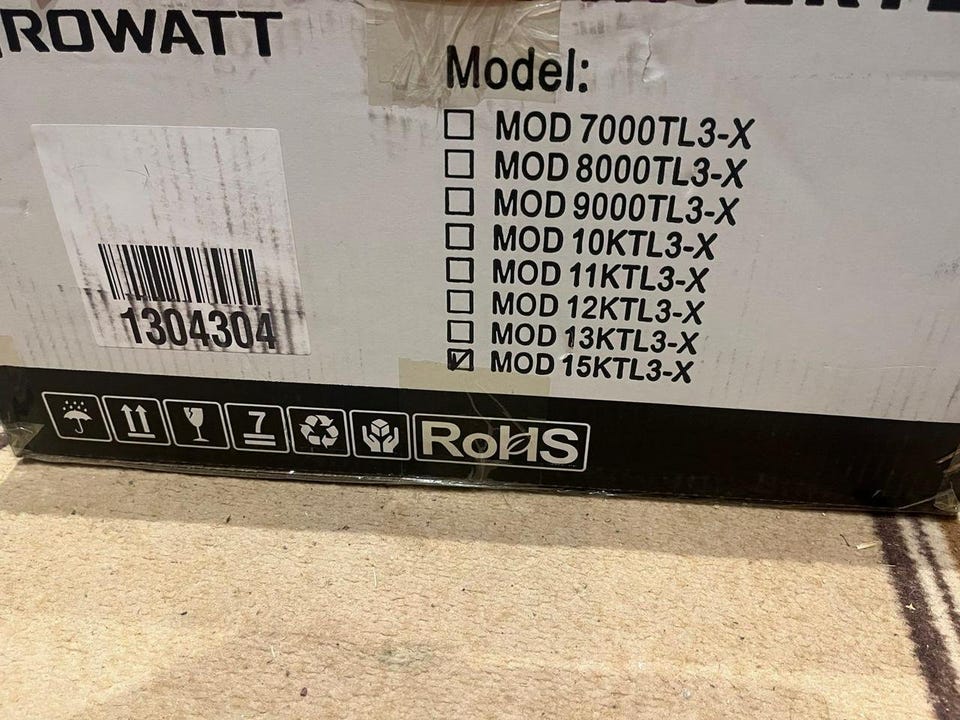 ROWATT
Model:
MOD 7000TL3-X
MOD 8000TL3-X
MOD 9000TL3-X
MOD 10KTL3-X
MOD 11KTL3-X
MOD 12KTL3-X
MOD 13KTL3-X
MOD 15KTL3-X
1304304
7
RoHS